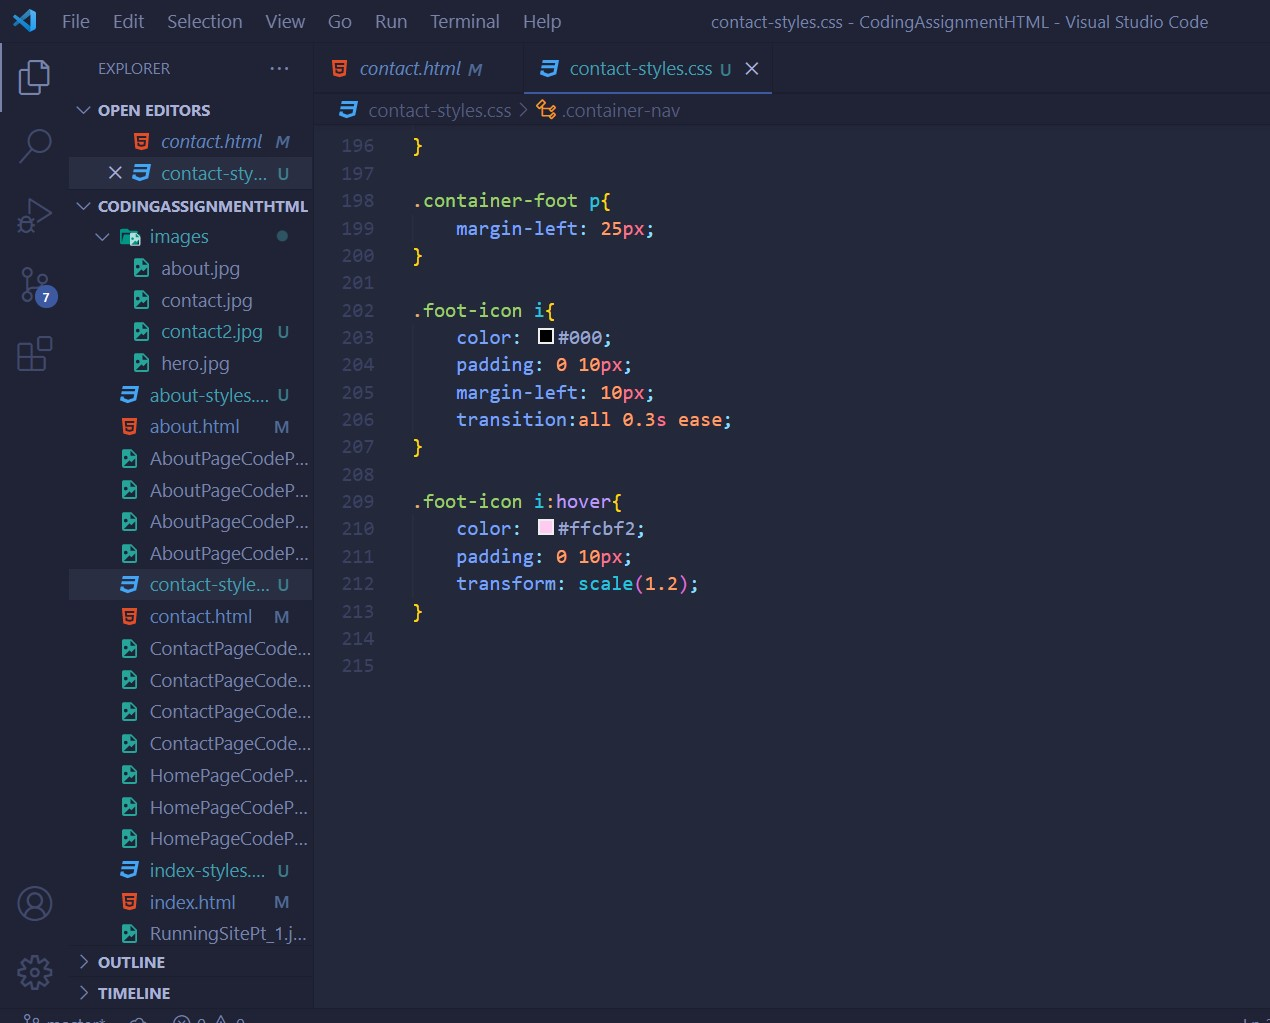 File Edit Selection View Go Run Terminal Help contact-styles.css - CodingAssignmentHTML - Visual Studio Code
EXPLORER ...
OPEN EDITORS
contact.html M
contact-sty... U
CODINGASSIGNMENTHTML
images
about.jpg
contact.jpg
contact2.jpg U
hero.jpg
about-styles.... U
about.html M
AboutPageCodeP...
AboutPageCodeP...
AboutPageCodeP...
AboutPageCodeP...
contact-style... U
contact.html M
ContactPageCode...
ContactPageCode...
ContactPageCode...
ContactPageCode...
HomePageCodeP...
HomePageCodeP...
HomePageCodeP...
index-styles.... U
index.html M
RunningSitePt_1.j...
OUTLINE
TIMELINE
7
contact.html M
contact-styles.css U
contact-styles.css > .container-nav
196 }
197
198 .container-foot p{
199 margin-left: 25px;
200 }
201
202 .foot-icon i{
203 color: #000;
204 padding: 0 10px;
205 margin-left: 10px;
206 transition:all 0.3s ease;
207 }
208
209 .foot-icon i:hover{
210 color: #ffcbf2;
211 padding: 0 10px;
212 transform: scale(1.2);
213 }
214
215